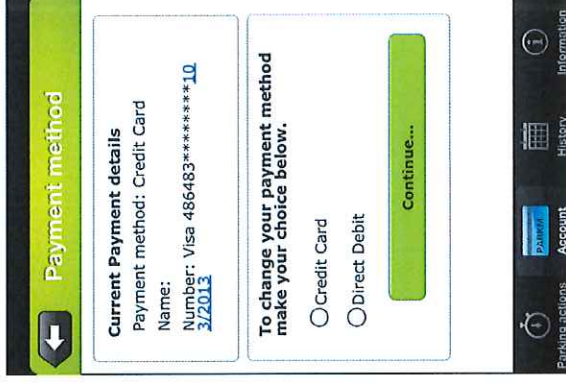 Payment method
Current Payment details
Payment method: Credit Card
Name:
Number: Visa 486483********10
3/2013
To change your payment method
make your choice below.
Credit Card
Direct Debit
Continue...
PARKM
Parking actions
Account
History
Information